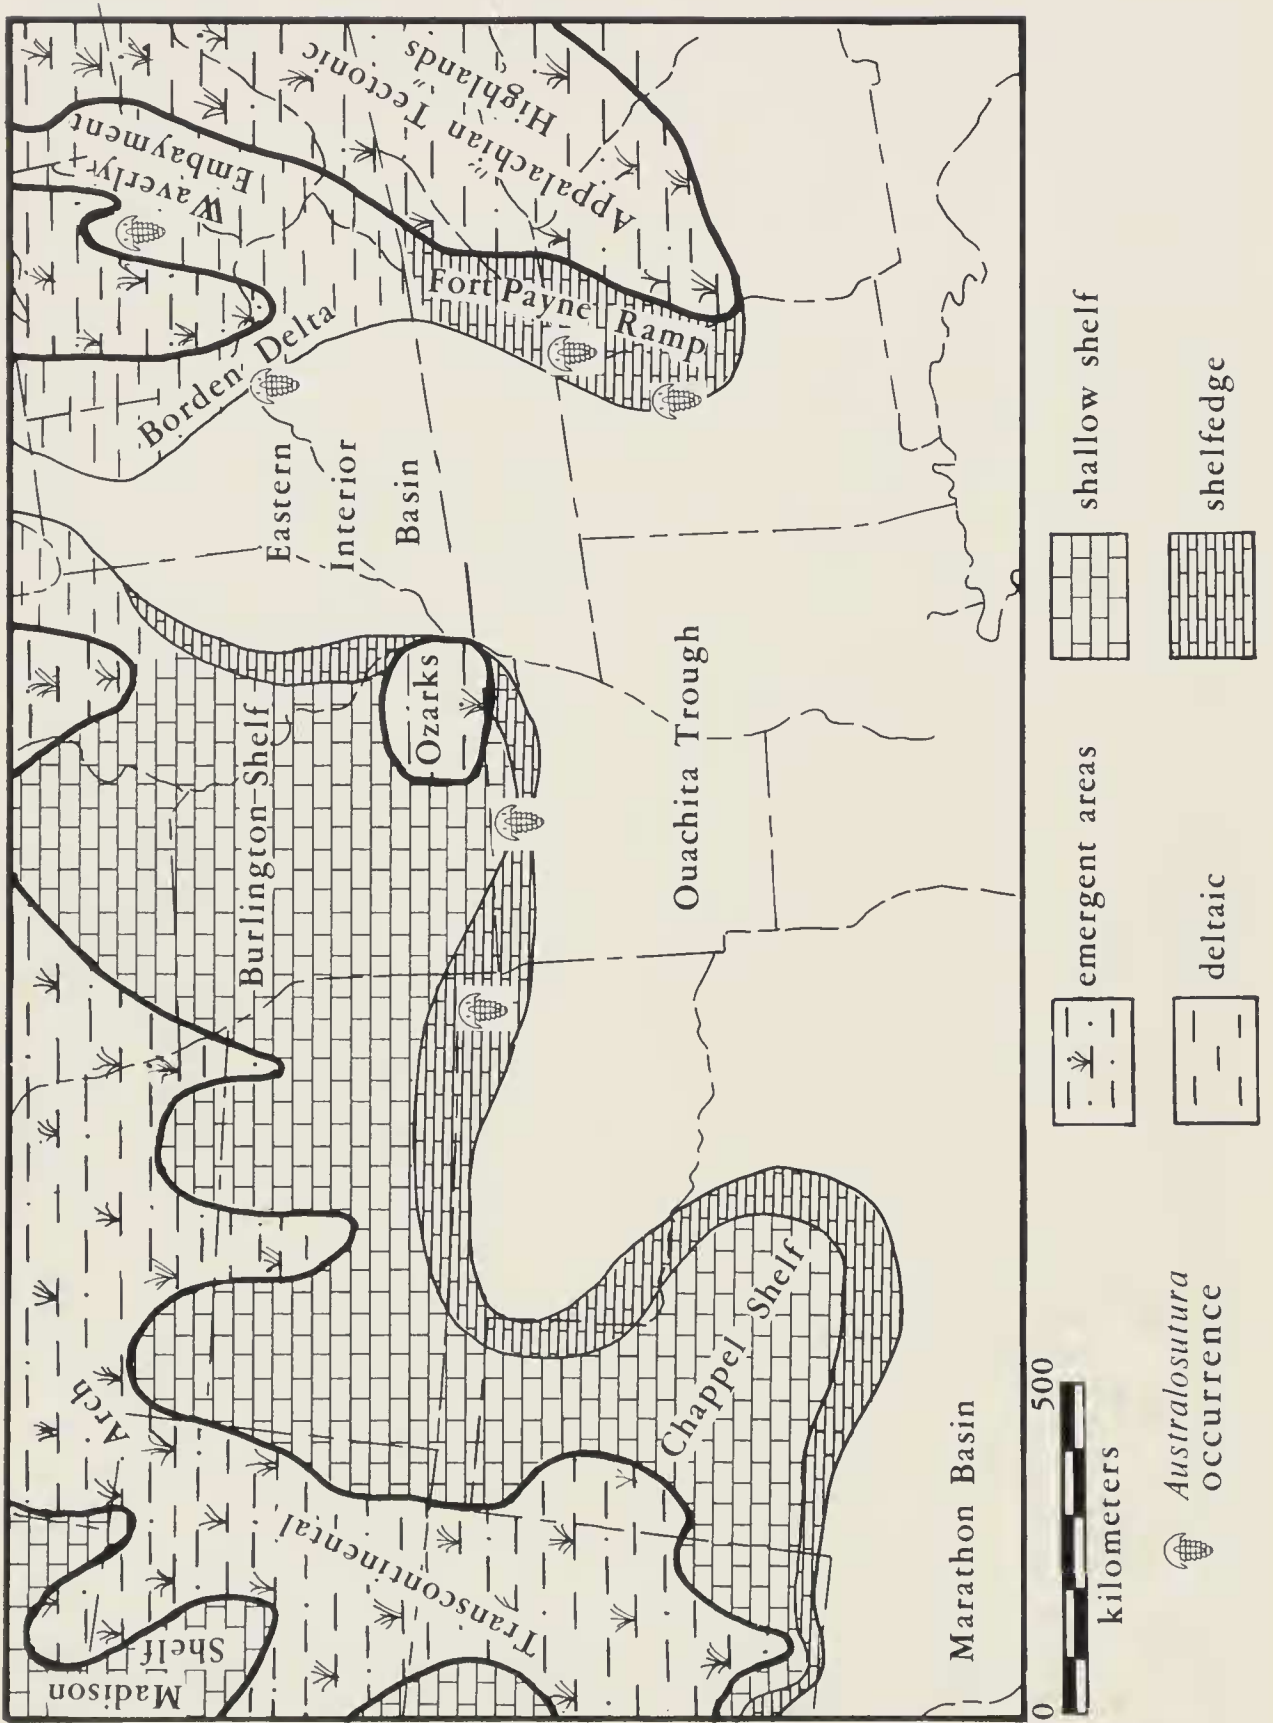 Madison
Shelf
Transcontinental
Arch
Burlington-Shelf
Ozarks
Chappel Shelf
Marathon Basin
Ouachita Trough
Eastern
Interior
Basin
Borden Delta
Waverly
Embayment
Fort Payne Ramp
"Appalachian Tectonic
Highlands"
0 500
kilometers
Australosutura
occurrence
emergent areas
deltaic
shallow shelf
shelfedge